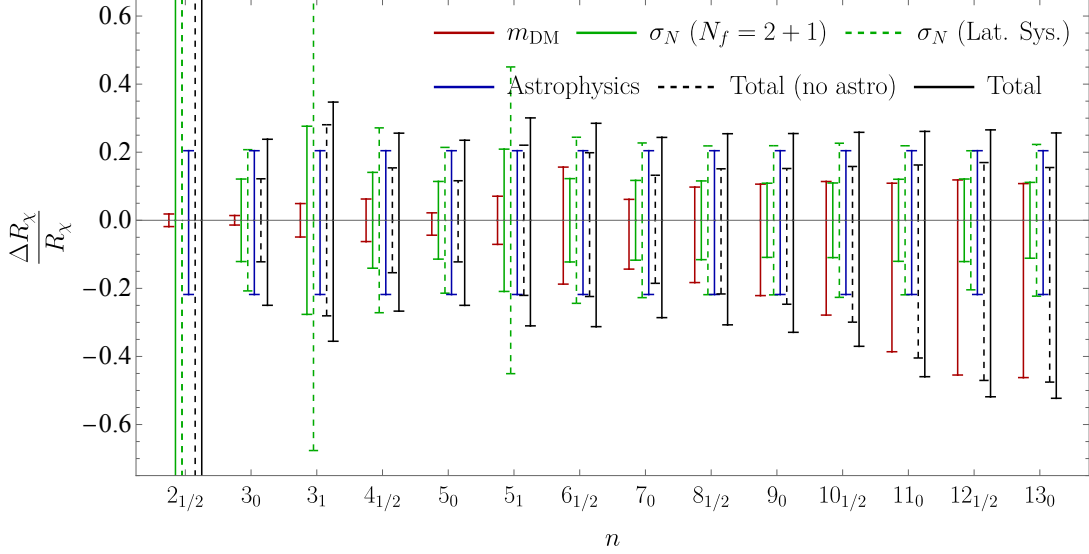 m_DM σ_N (N_f = 2 + 1) σ_N (Lat. Sys.)
Astrophysics Total (no astro) Total
0.6
0.4
0.2
0.0
−0.2
−0.4
−0.6
ΔR_χ
R_χ
2_{1/2} 3_0 3_1 4_{1/2} 5_0 5_1 6_{1/2} 7_0 8_{1/2} 9_0 10_{1/2} 11_0 12_{1/2} 13_0
n